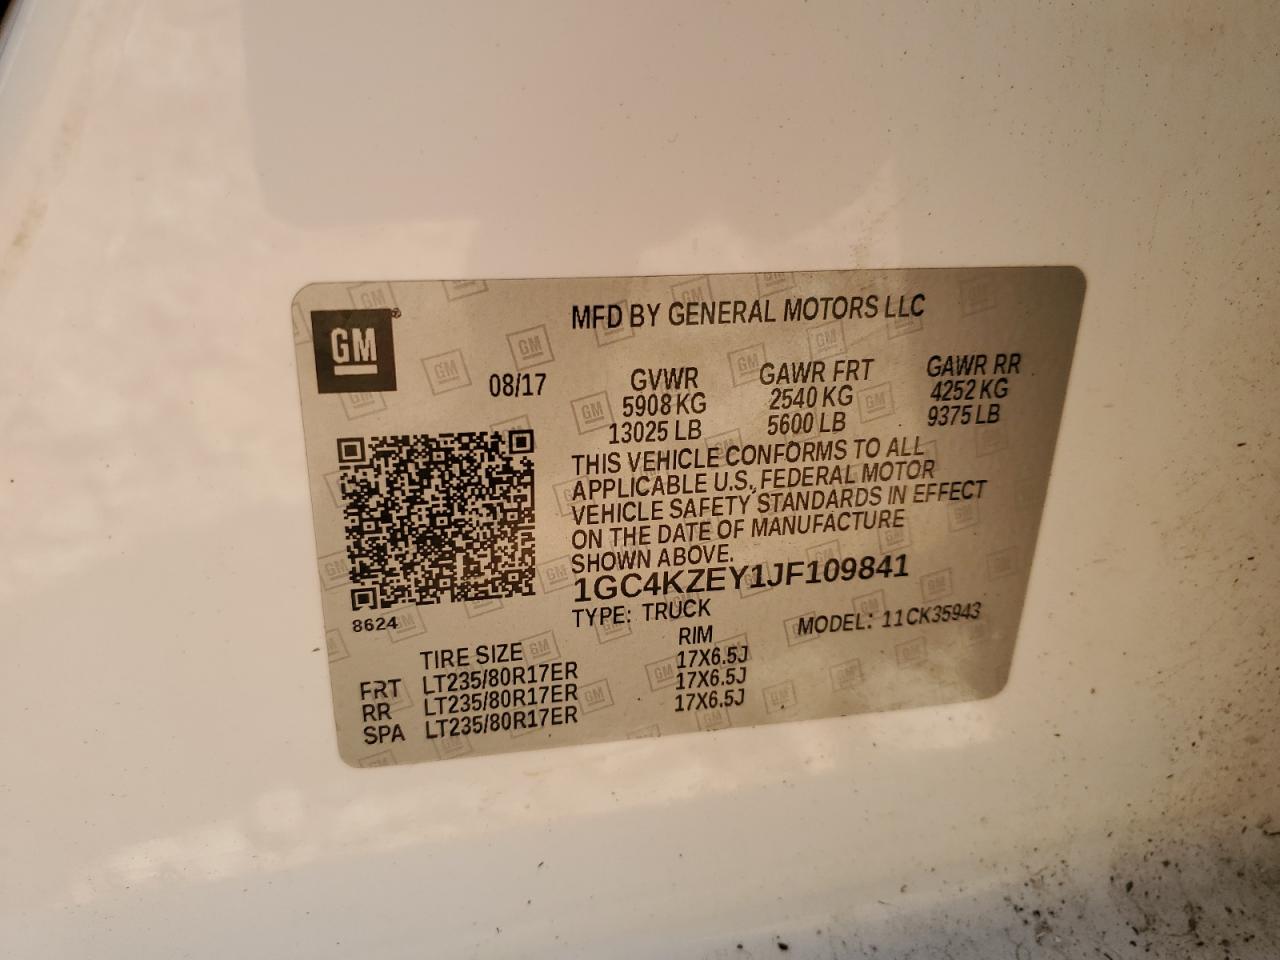 GM
MFD BY GENERAL MOTORS LLC
08/17
GVWR GAWR FRT GAWR RR
5908 KG 2540 KG 4252 KG
13025 LB 5600 LB 9375 LB
THIS VEHICLE CONFORMS TO ALL
APPLICABLE U.S. FEDERAL MOTOR
VEHICLE SAFETY STANDARDS IN EFFECT
ON THE DATE OF MANUFACTURE
SHOWN ABOVE.
1GC4KZEY1JF109841
8624
TYPE: TRUCK MODEL: 11CK35943
TIRE SIZE RIM
FRT LT235/80R17ER 17X6.5J
RR LT235/80R17ER 17X6.5J
SPA LT235/80R17ER 17X6.5J